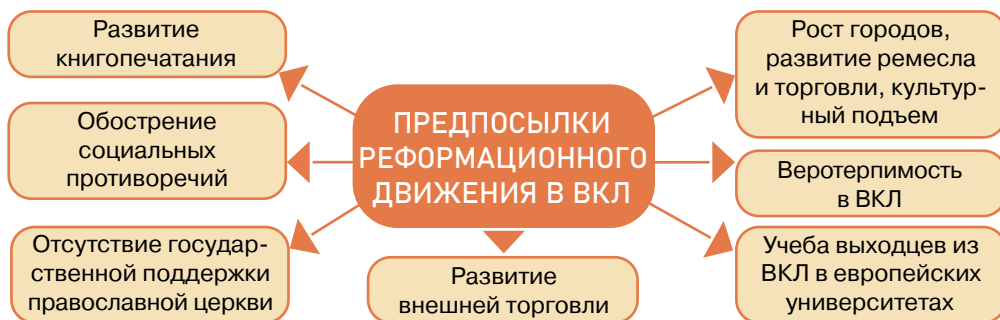 Развитие
книгопечатания
Обострение
социальных
противоречий
Отсутствие государ-
ственной поддержки
православной церкви
ПРЕДПОСЫЛКИ
РЕФОРМАЦИОННОГО
ДВИЖЕНИЯ В ВКЛ
Развитие
внешней торговли
Рост городов,
развитие ремесла
и торговли, культур-
ный подъем
Веротерпимость
в ВКЛ
Учеба выходцев из
ВКЛ в европейских
университетах